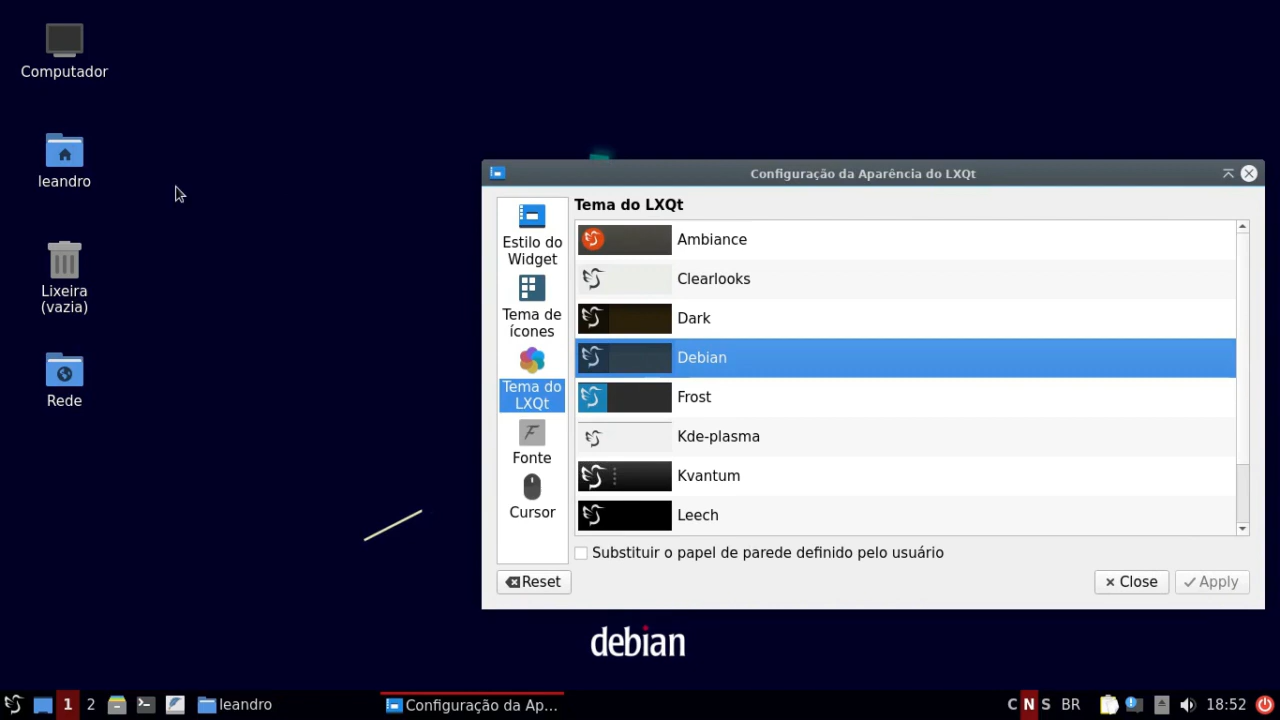 Computador
leandro
Lixeira
(vazia)
Rede
Configuração da Aparência do LXQt
Estilo do
Widget
Tema de
ícones
Tema do
LXQt
Fonte
Cursor
Tema do LXQt
Ambiance
Clearlooks
Dark
Debian
Frost
Kde-plasma
Kvantum
Leech
Substituir o papel de parede definido pelo usuário
Reset
Close
Apply
debian
1 2 leandro Configuração da Ap... C N S BR 18:52